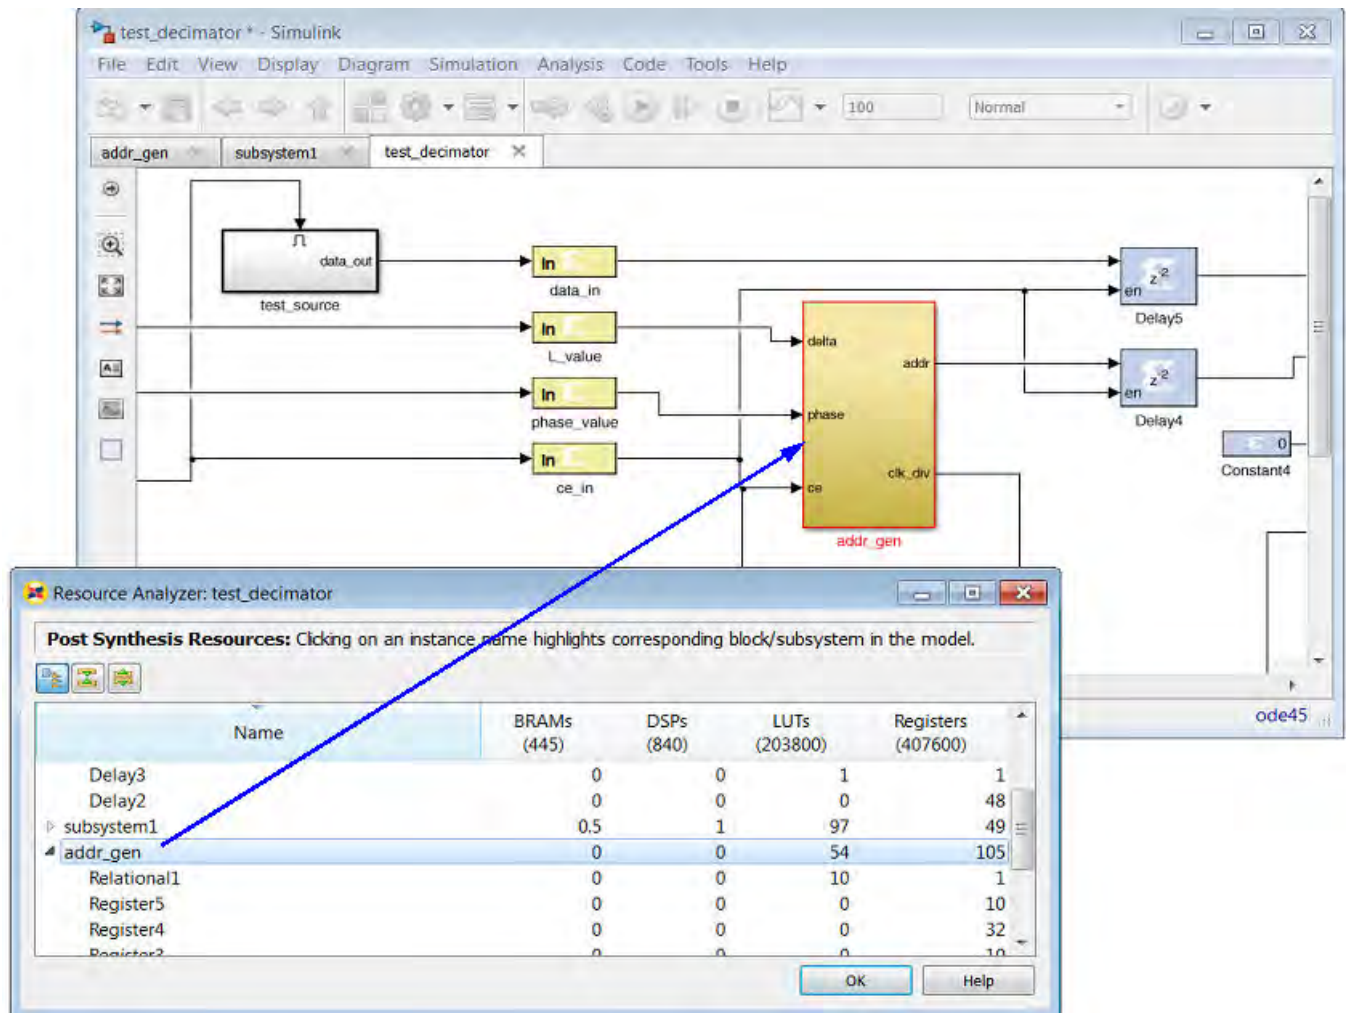 test_decimator * - Simulink
File Edit View Display Diagram Simulation Analysis Code Tools Help
100 Normal
addr_gen subsystem1 test_decimator
data_out
test_source
In
data_in
In
L_value
In
phase_value
In
ce_in
delta
phase
ce
addr
clk_div
addr_gen
z-2
en
Delay5
z-2
en
Delay4
0
Constant4
ode45
Resource Analyzer: test_decimator
Post Synthesis Resources: Clicking on an instance name highlights corresponding block/subsystem in the model.
Name BRAMs (445) DSPs (840) LUTs (203800) Registers (407600)
Delay3 0 0 1 1
Delay2 0 0 0 48
subsystem1 0.5 1 97 49
addr_gen 0 0 54 105
Relational1 0 0 10 1
Register5 0 0 0 10
Register4 0 0 0 32
OK Help